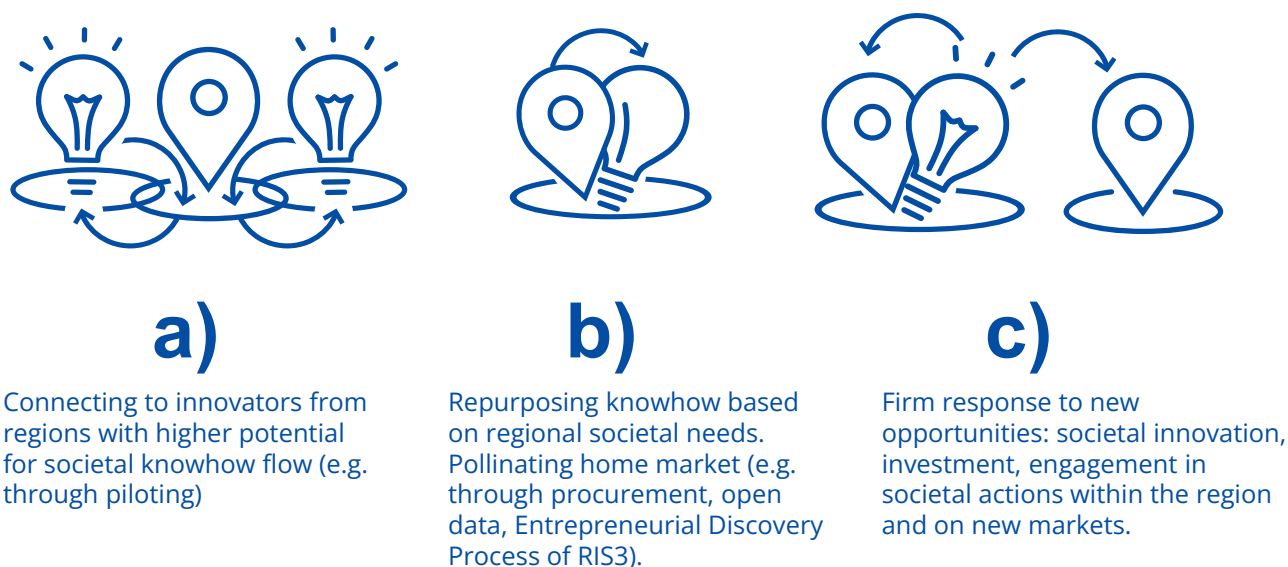 a)
Connecting to innovators from
regions with higher potential
for societal knowhow flow (e.g.
through piloting)
b)
Repurposing knowhow based
on regional societal needs.
Pollinating home market (e.g.
through procurement, open
data, Entrepreneurial Discovery
Process of RIS3).
c)
Firm response to new
opportunities: societal innovation,
investment, engagement in
societal actions within the region
and on new markets.